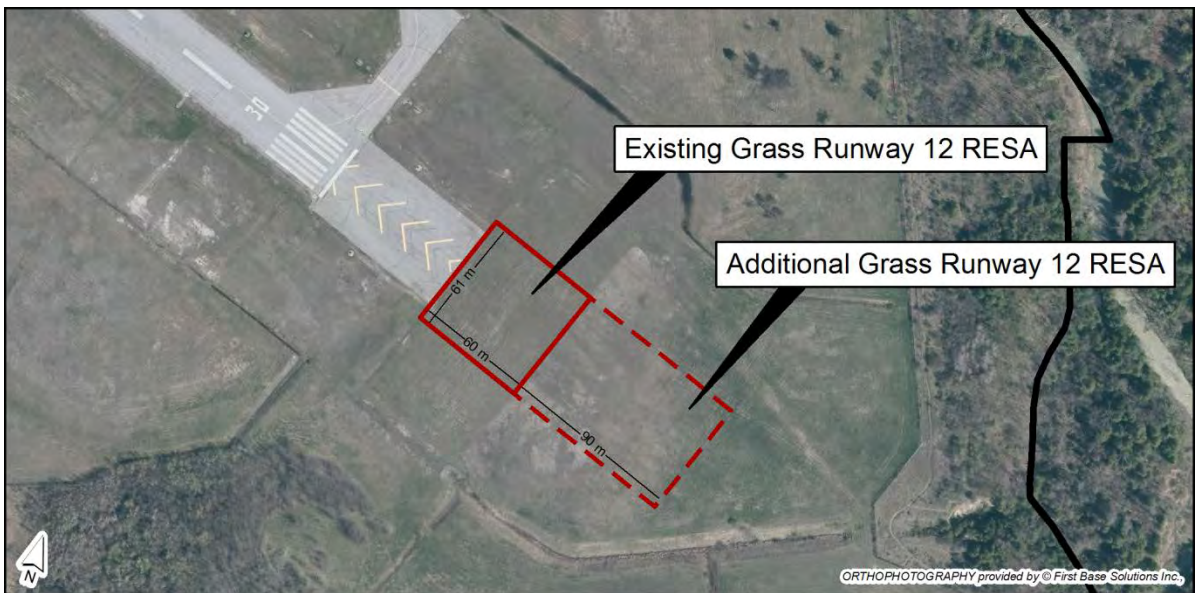 30
Existing Grass Runway 12 RESA
Additional Grass Runway 12 RESA
61 m
60 m
90 m
N
ORTHOPHOTOGRAPHY provided by © First Base Solutions Inc.,